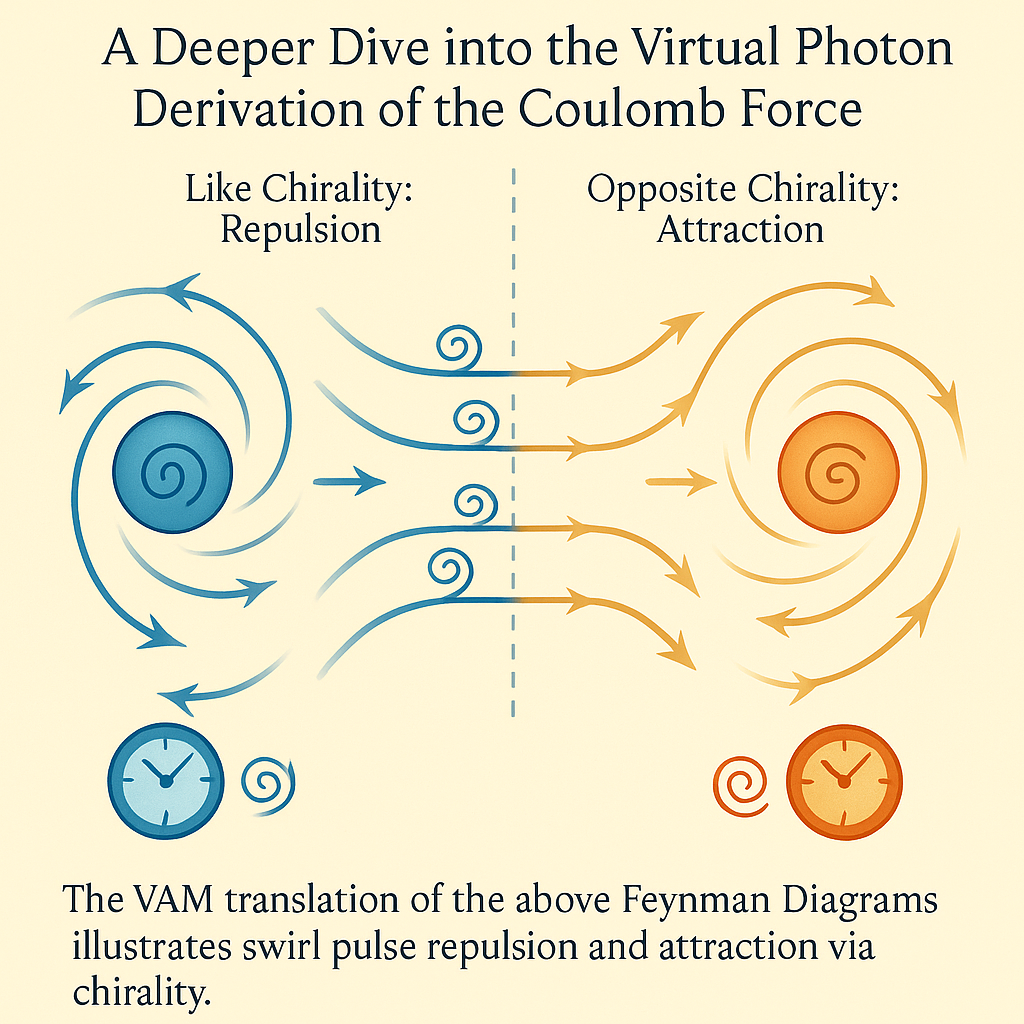 A Deeper Dive into the Virtual Photon
Derivation of the Coulomb Force
Like Chirality:
Repulsion
Opposite Chirality:
Attraction
The VAM translation of the above Feynman Diagrams
illustrates swirl pulse repulsion and attraction via
chirality.